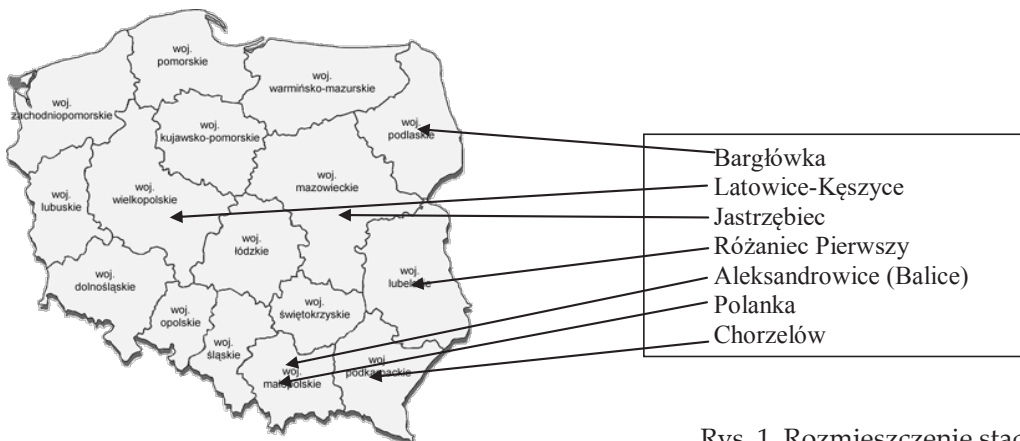 woj.
pomorskie
woj.
warmińsko-mazurskie
woj.
zachodniopomorskie
woj.
kujawsko-pomorskie
woj.
podlaskie
woj.
mazowieckie
woj.
wielkopolskie
woj.
lubuskie
woj.
łódzkie
woj.
lubelskie
woj.
dolnośląskie
woj.
opolskie
woj.
śląskie
woj.
świętokrzyskie
woj.
małopolskie
woj.
podkarpackie
Bargłówka
Latowice-Kęszyce
Jastrzębiec
Różaniec Pierwszy
Aleksandrowice (Balice)
Polanka
Chorzelów
Rys. 1. Rozmieszczenie